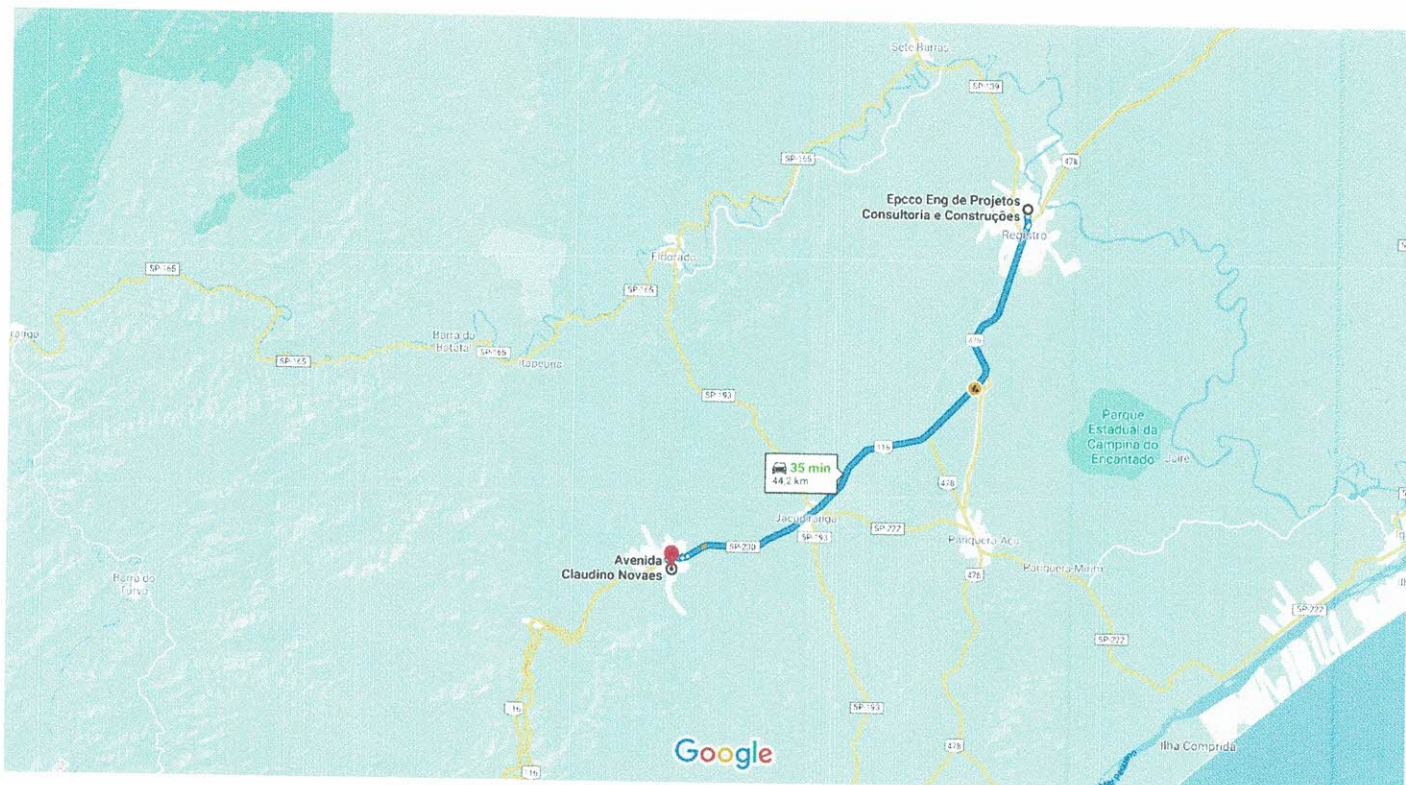 Sete Barras
SP-139
SP-165
478
Epcco Eng de Projetos
Consultoria e Construções
Registro
Eldorado
SP-165
SP-165
Barra do
Batatal
SP-165
Itapeúna
SP-165
SP-193
116
Parque
Estadual da
Campina do
Encantado
35 min
44,2 km
478
Jacupiranga
SP-193
SP-222
Pariquera-Açu
SP-230
Avenida
Claudino Novaes
Barra do
Turvo
476
Pariquera-Mirim
SP-222
SP-222
116
SP-193
478
Ilha Comprida
Google
116